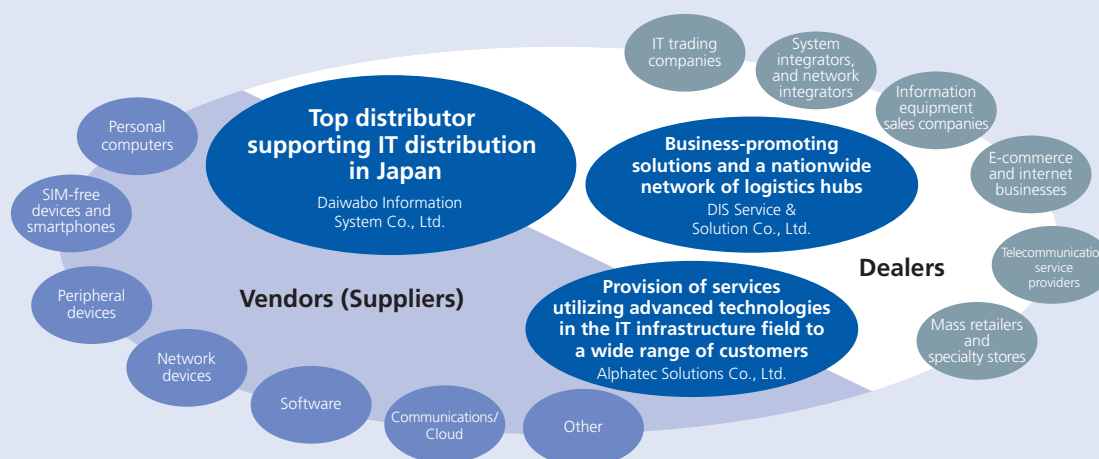 IT trading
companies
System
integrators,
and network
integrators
Information
equipment
sales companies
E-commerce
and internet
businesses
Telecommunication
service
providers
Mass retailers
and
specialty stores
Dealers
Personal
computers
SIM-free
devices and
smartphones
Peripheral
devices
Network
devices
Software
Communications/
Cloud
Other
Vendors (Suppliers)
Top distributor
supporting IT distribution
in Japan
Daiwabo Information
System Co., Ltd.
Business-promoting
solutions and a nationwide
network of logistics hubs
DIS Service &
Solution Co., Ltd.
Provision of services
utilizing advanced technologies
in the IT infrastructure field to
a wide range of customers
Alphatec Solutions Co., Ltd.